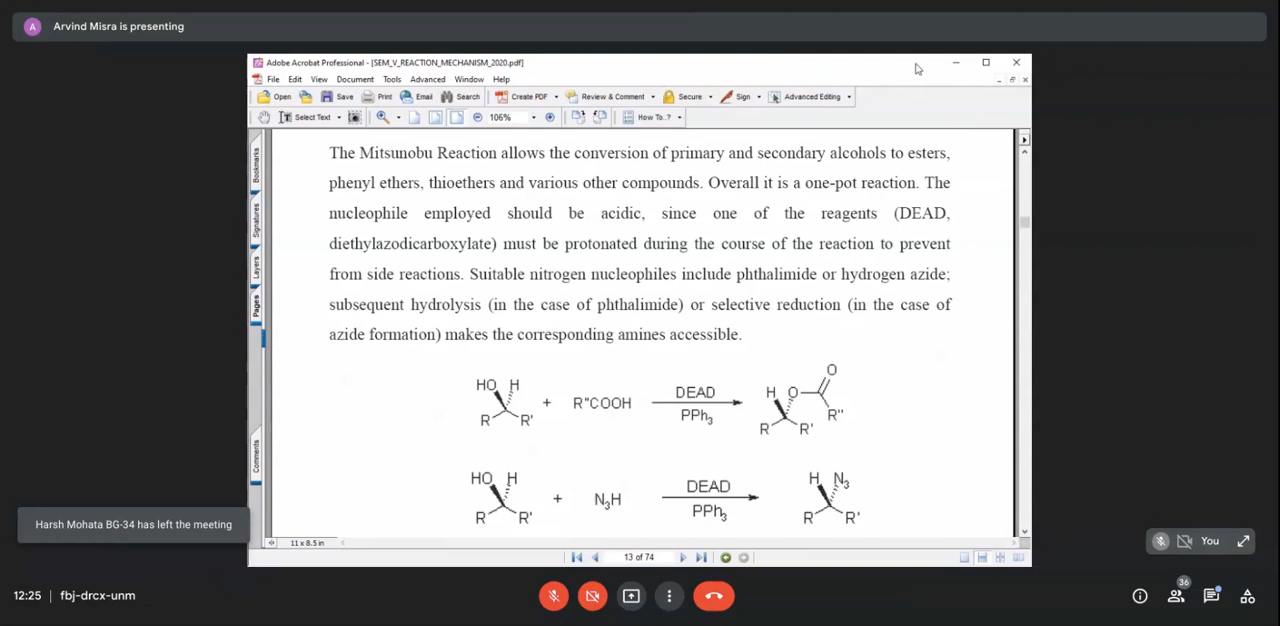 A Arvind Misra is presenting
Adobe Acrobat Professional - [SEM_V_REACTION_MECHANISM_2020.pdf]
File Edit View Document Tools Advanced Window Help
Open Save Print Email Search Create PDF Review & Comment Secure Sign Advanced Editing
Select Text 106% How To..?
Bookmarks
Signatures
Layers
Pages
Comments
The Mitsunobu Reaction allows the conversion of primary and secondary alcohols to esters,
phenyl ethers, thioethers and various other compounds. Overall it is a one-pot reaction. The
nucleophile employed should be acidic, since one of the reagents (DEAD,
diethylazodicarboxylate) must be protonated during the course of the reaction to prevent
from side reactions. Suitable nitrogen nucleophiles include phthalimide or hydrogen azide;
subsequent hydrolysis (in the case of phthalimide) or selective reduction (in the case of
azide formation) makes the corresponding amines accessible.
HO H R R' + R"COOH DEAD PPh3 H O O R" R R'
HO H R R' + N3H DEAD PPh3 H N3 R R'
Harsh Mohata BG-34 has left the meeting
11 x 8.5 in
13 of 74
You
12:25 | fbj-drcx-unm
36